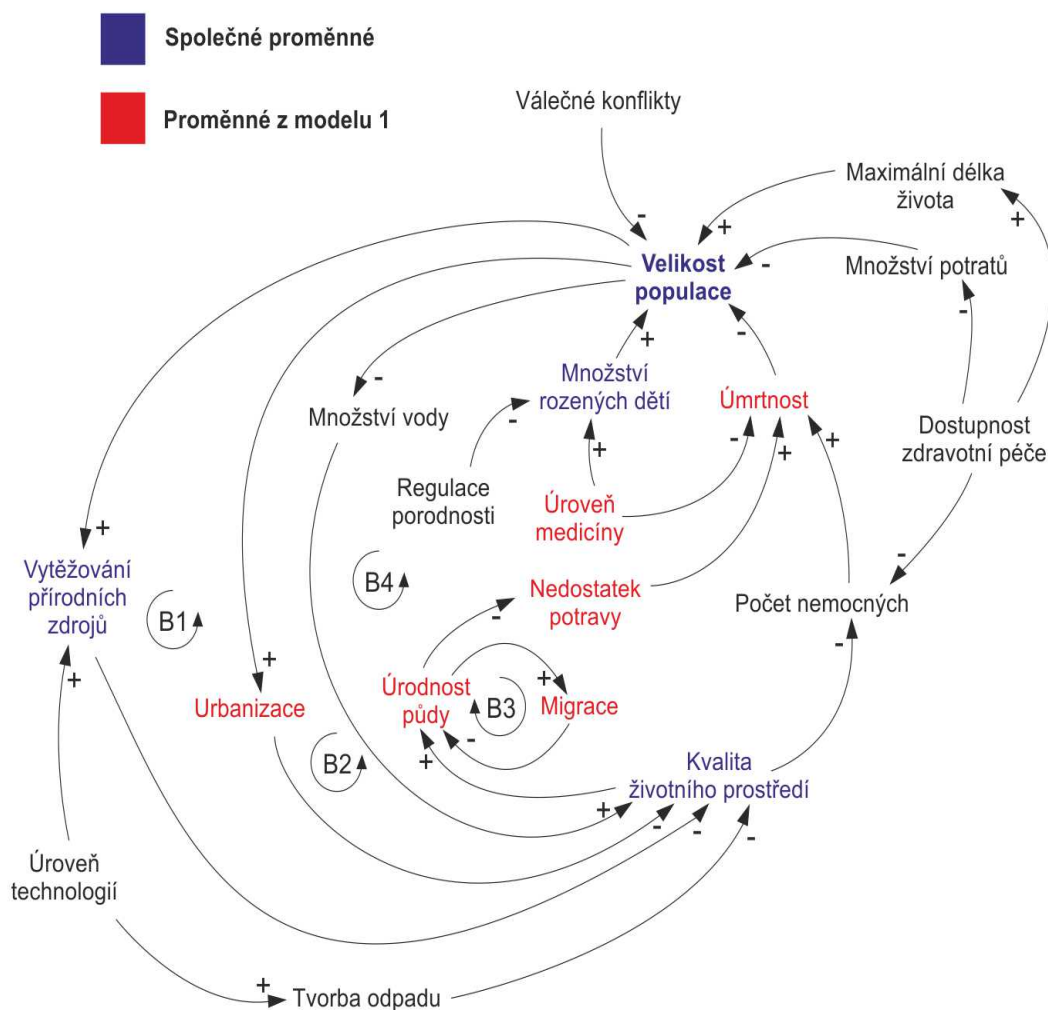 Společné proměnné
Proměnné z modelu 1
Válečné konflikty
-
Maximální délka
života
+
+
Velikost
populace
-
Množství potratů
-
+
-
Množství
rozených dětí
-
Množství vody
-
Úmrtnost
Dostupnost
zdravotní péče
+
-
+
+
Regulace
porodnosti
Úroveň
medicíny
+
Vytěžování
přírodních
zdrojů
B1
B4
Nedostatek
potravy
-
Počet nemocných
-
-
+
+
Urbanizace
Úrodnost
půdy
B3
+
Migrace
-
B2
+
Kvalita
životního prostředí
+
-
-
-
Úroveň
technologií
+
Tvorba odpadu